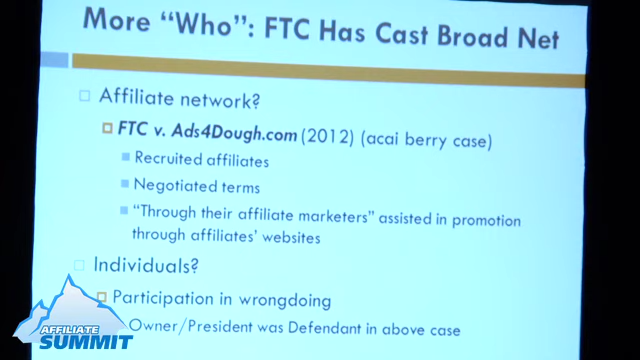 More “Who”: FTC Has Cast Broad Net
Affiliate network?
FTC v. Ads4Dough.com (2012) (acai berry case)
Recruited affiliates
Negotiated terms
“Through their affiliate marketers” assisted in promotion
through affiliates’ websites
Individuals?
Participation in wrongdoing
Owner/President was Defendant in above case
AFFILIATE
SUMMIT